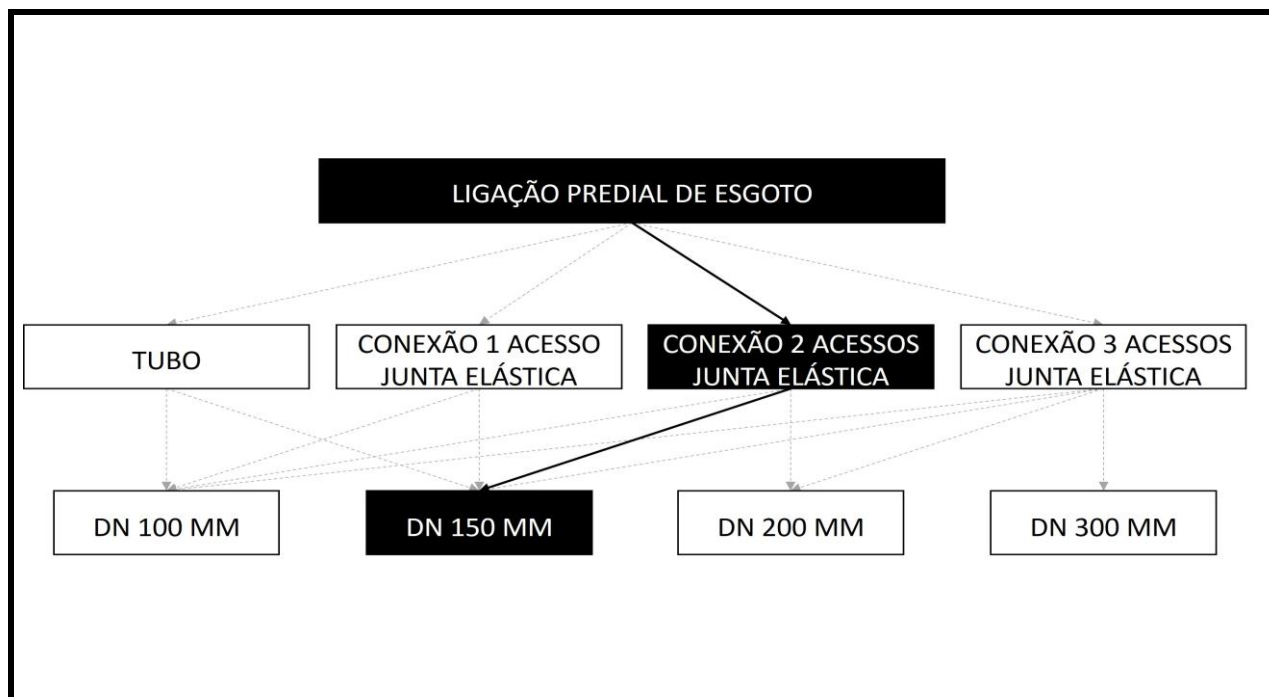 LIGAÇÃO PREDIAL DE ESGOTO
TUBO
CONEXÃO 1 ACESSO
JUNTA ELÁSTICA
CONEXÃO 2 ACESSOS
JUNTA ELÁSTICA
CONEXÃO 3 ACESSOS
JUNTA ELÁSTICA
DN 100 MM
DN 150 MM
DN 200 MM
DN 300 MM